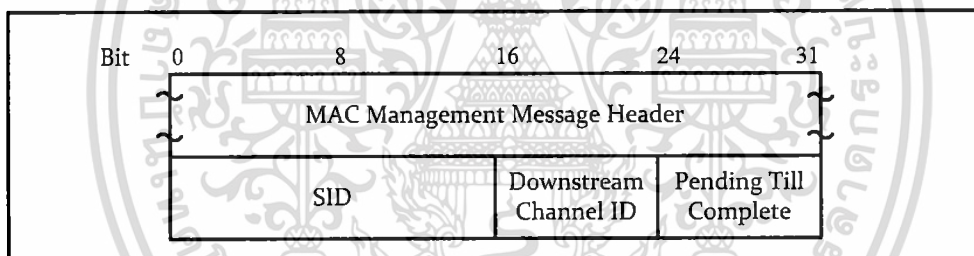 Bit 0 8 16 24 31
MAC Management Message Header
SID
Downstream
Channel ID
Pending Till
Complete